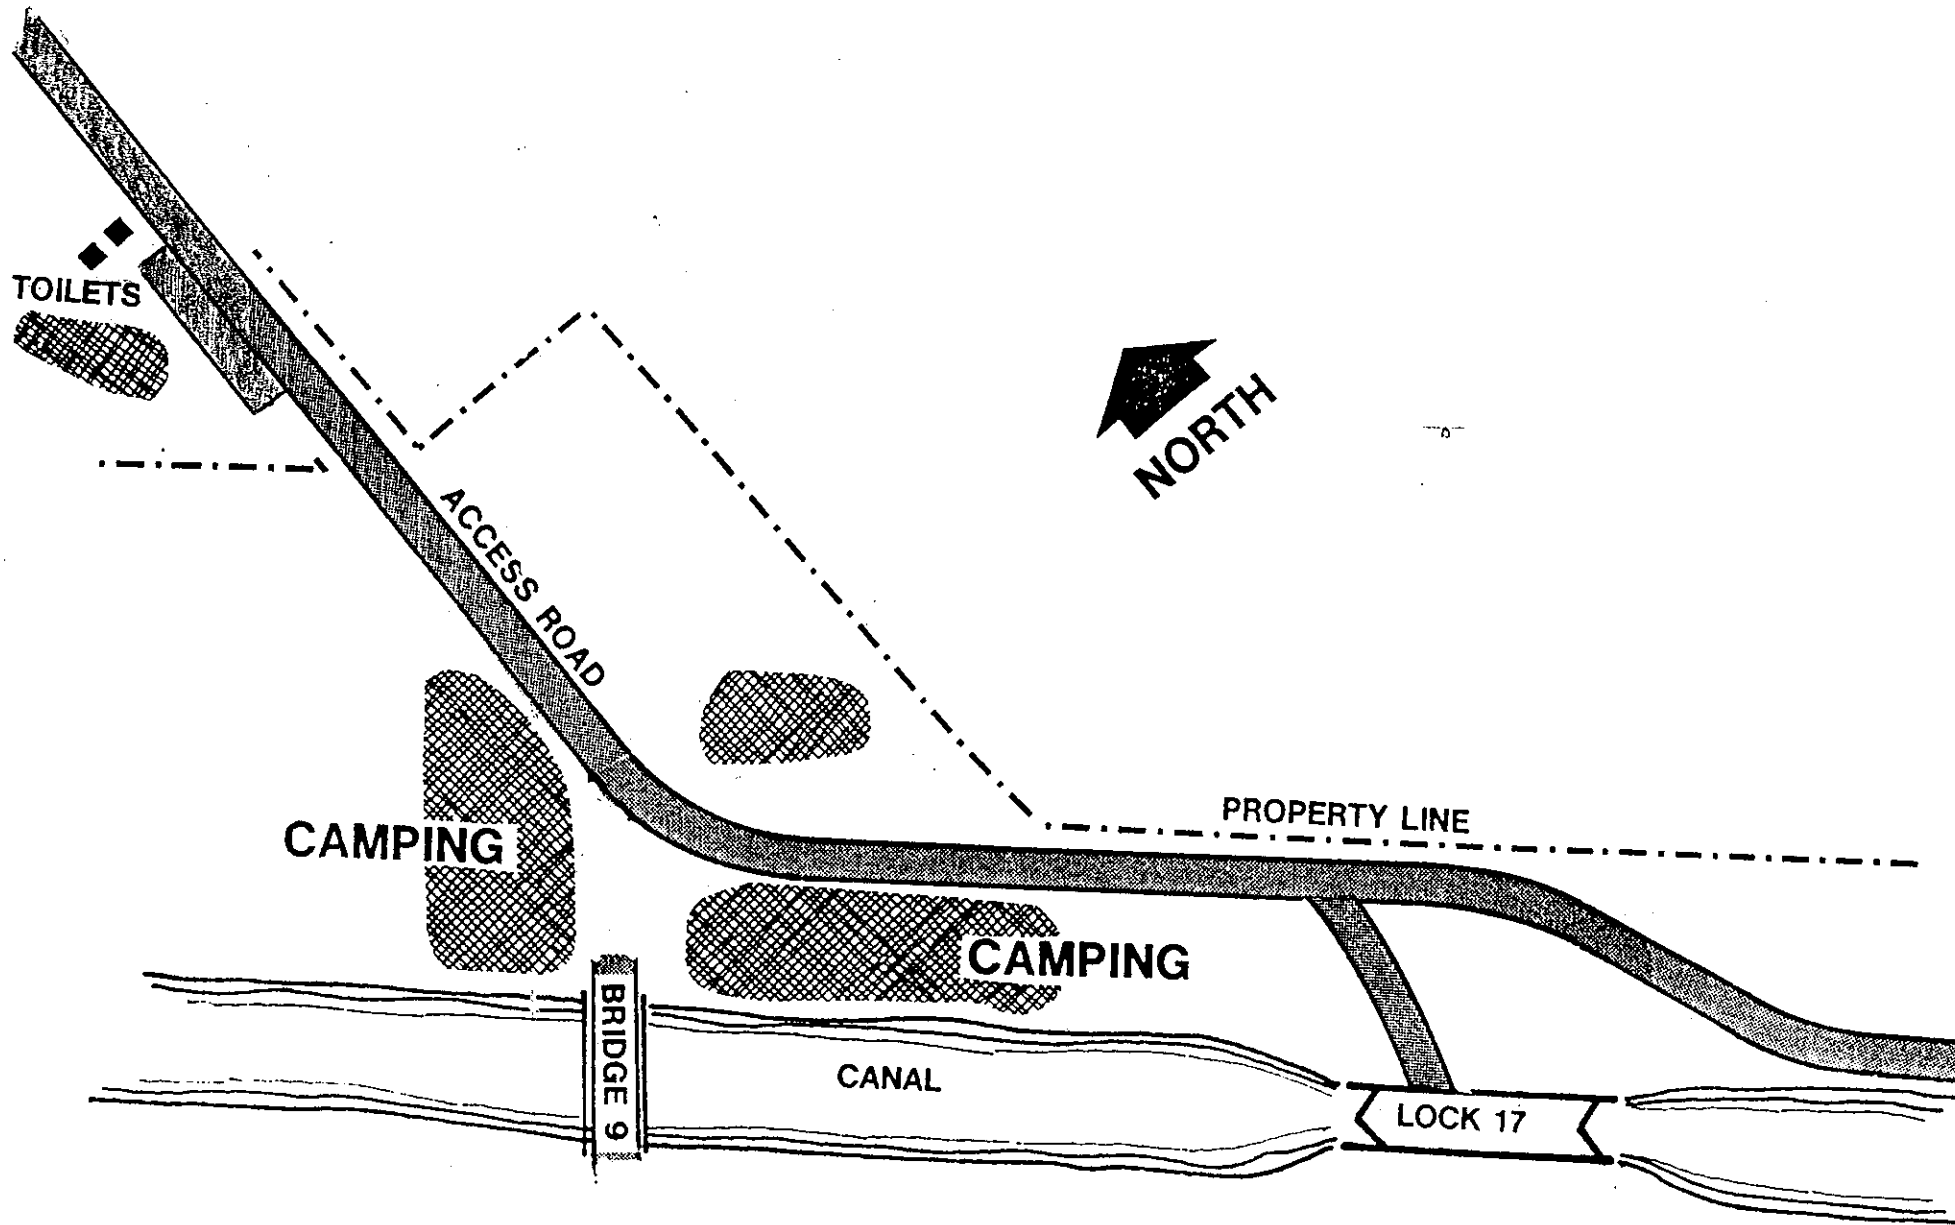 TOILETS
NORTH
ACCESS ROAD
PROPERTY LINE
CAMPING
CAMPING
BRIDGE 9
CANAL
LOCK 17